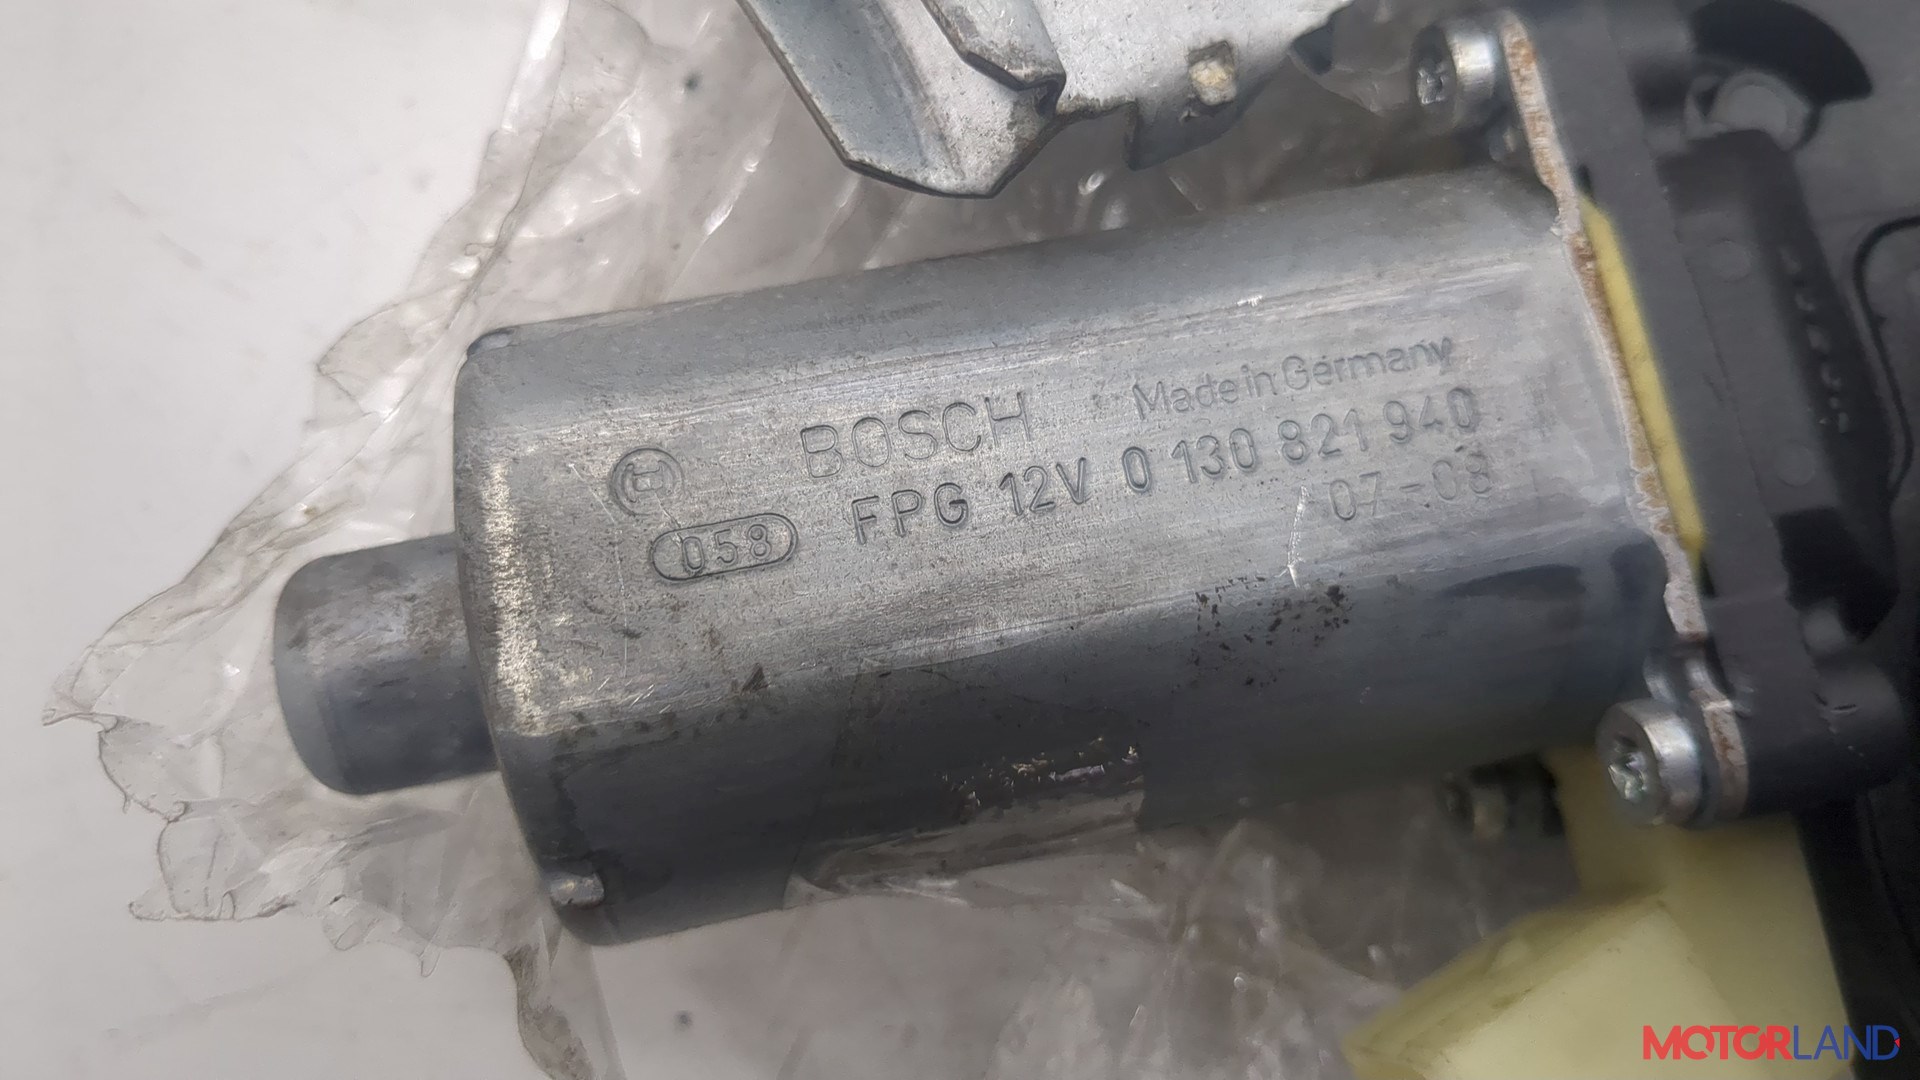 BOSCH Made in Germany
058 FPG 12V 0 130 821 940
07-08
MOTORLAND